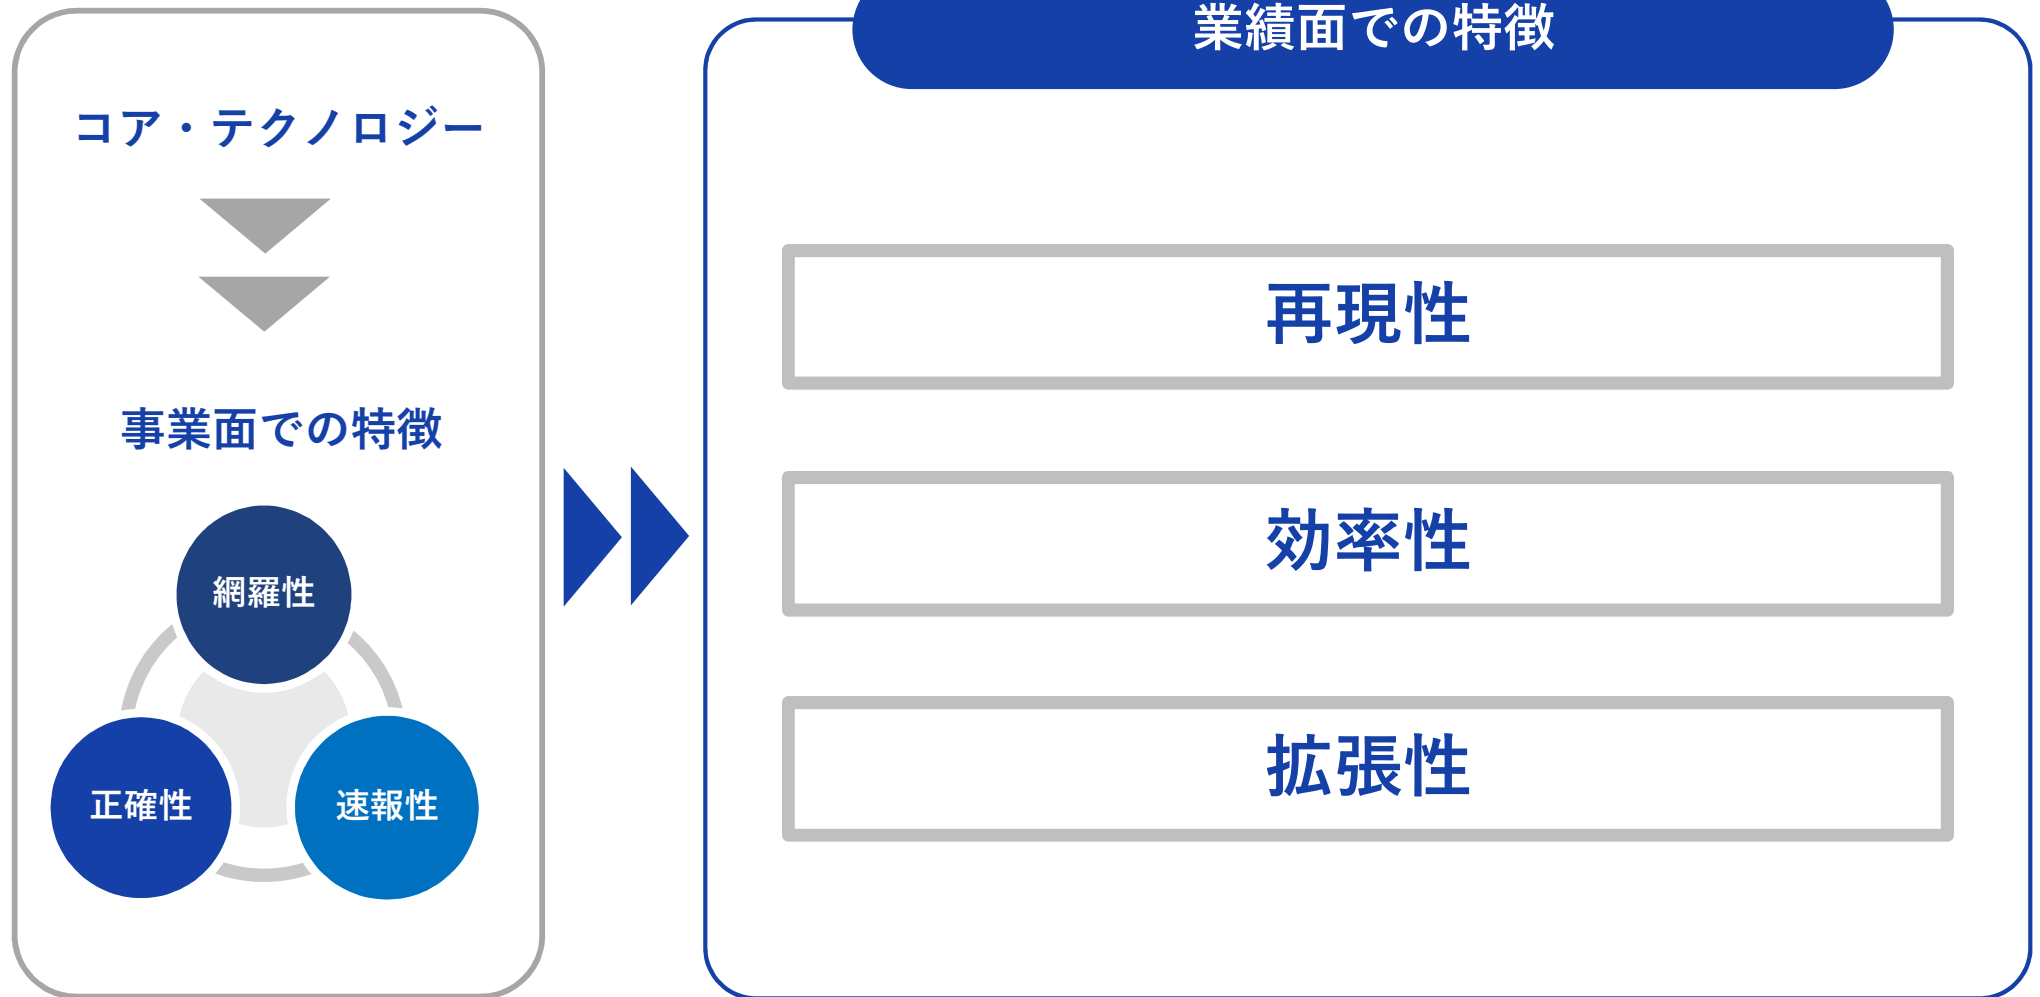 コア・テクノロジー
事業面での特徴
網羅性
正確性
速報性
業績面での特徴
再現性
効率性
拡張性